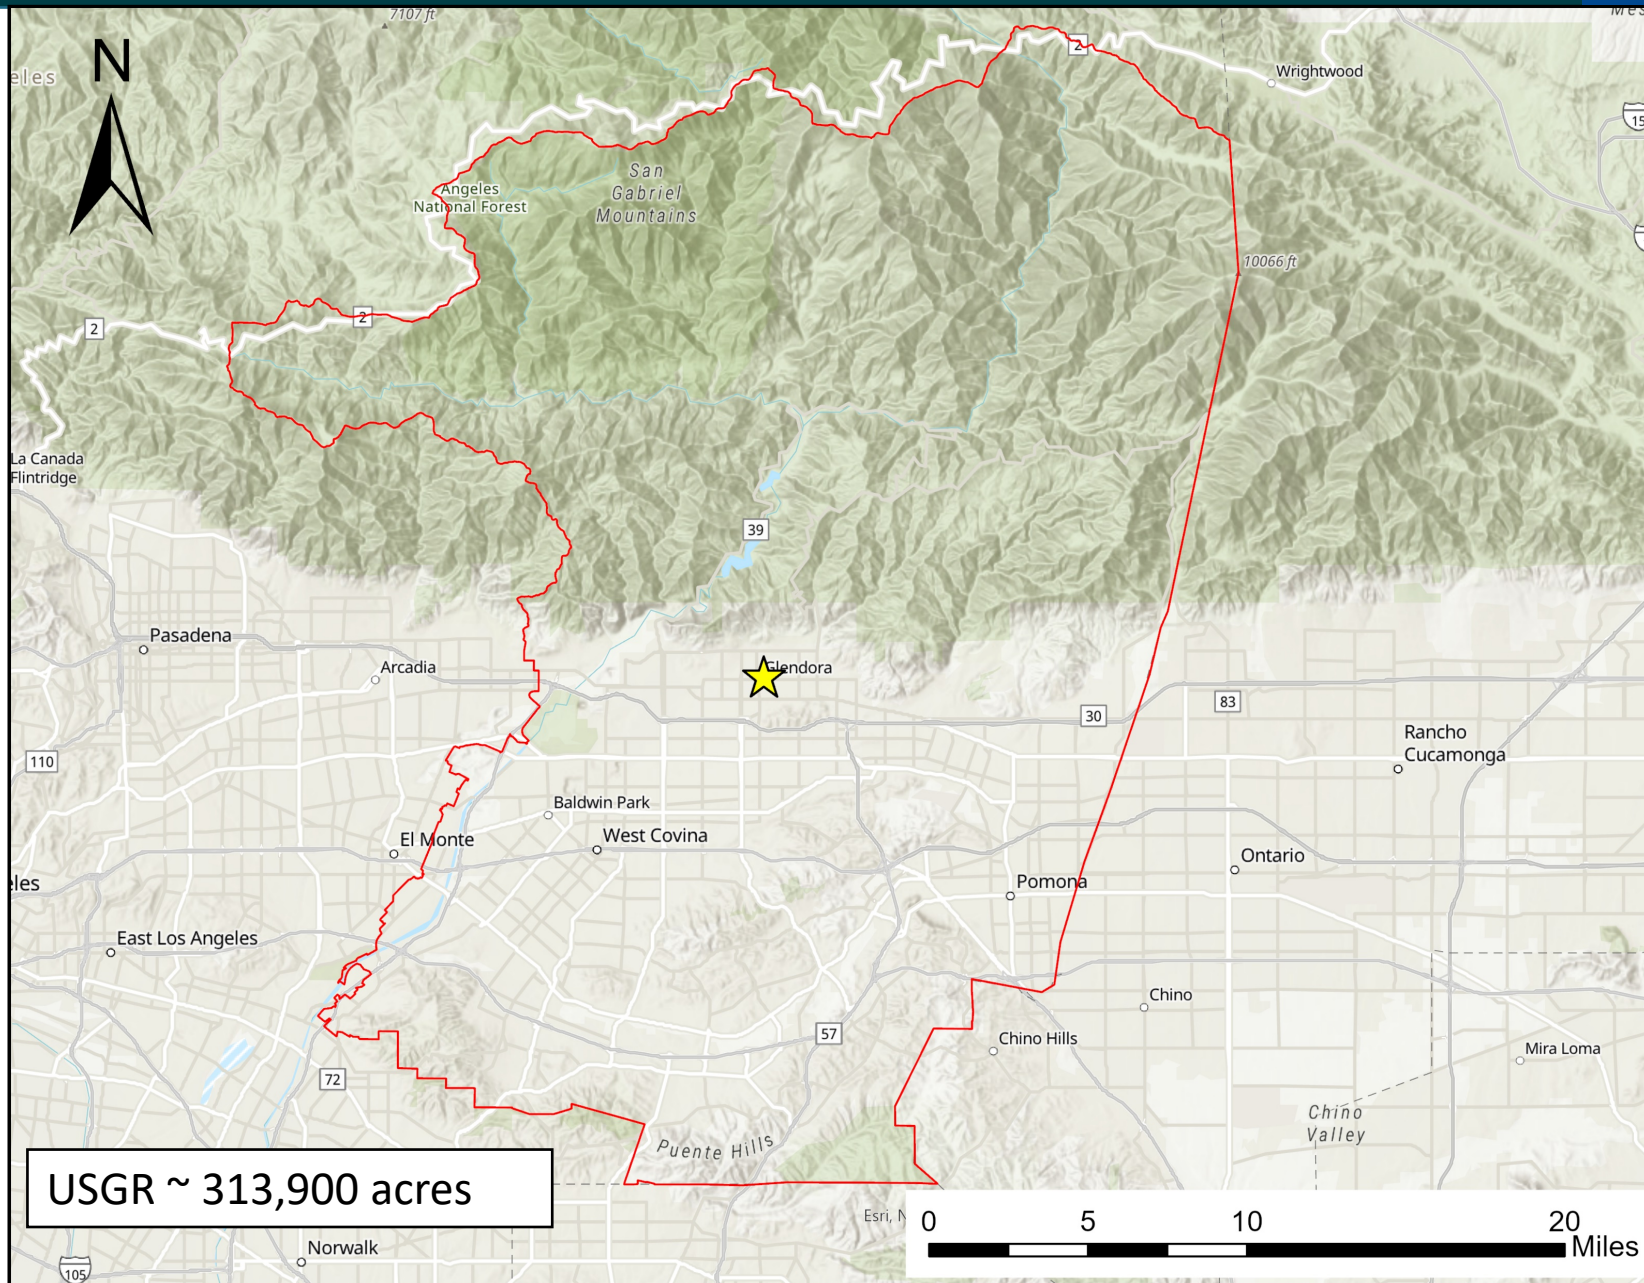 7107 ft
N
eles
2
Wrightwood
15
San
Gabriel
Mountains
Angeles
National Forest
10066 ft
2
2
La Canada
Flintridge
39
Pasadena
Arcadia
Glendora
83
30
110
Rancho
Cucamonga
Baldwin Park
El Monte
West Covina
Ontario
eles
Pomona
East Los Angeles
Chino
57
Chino Hills
Mira Loma
72
Chino
Valley
Puente Hills
USGR ~ 313,900 acres
Esri, N
0 5 10 20
Miles
Norwalk
105